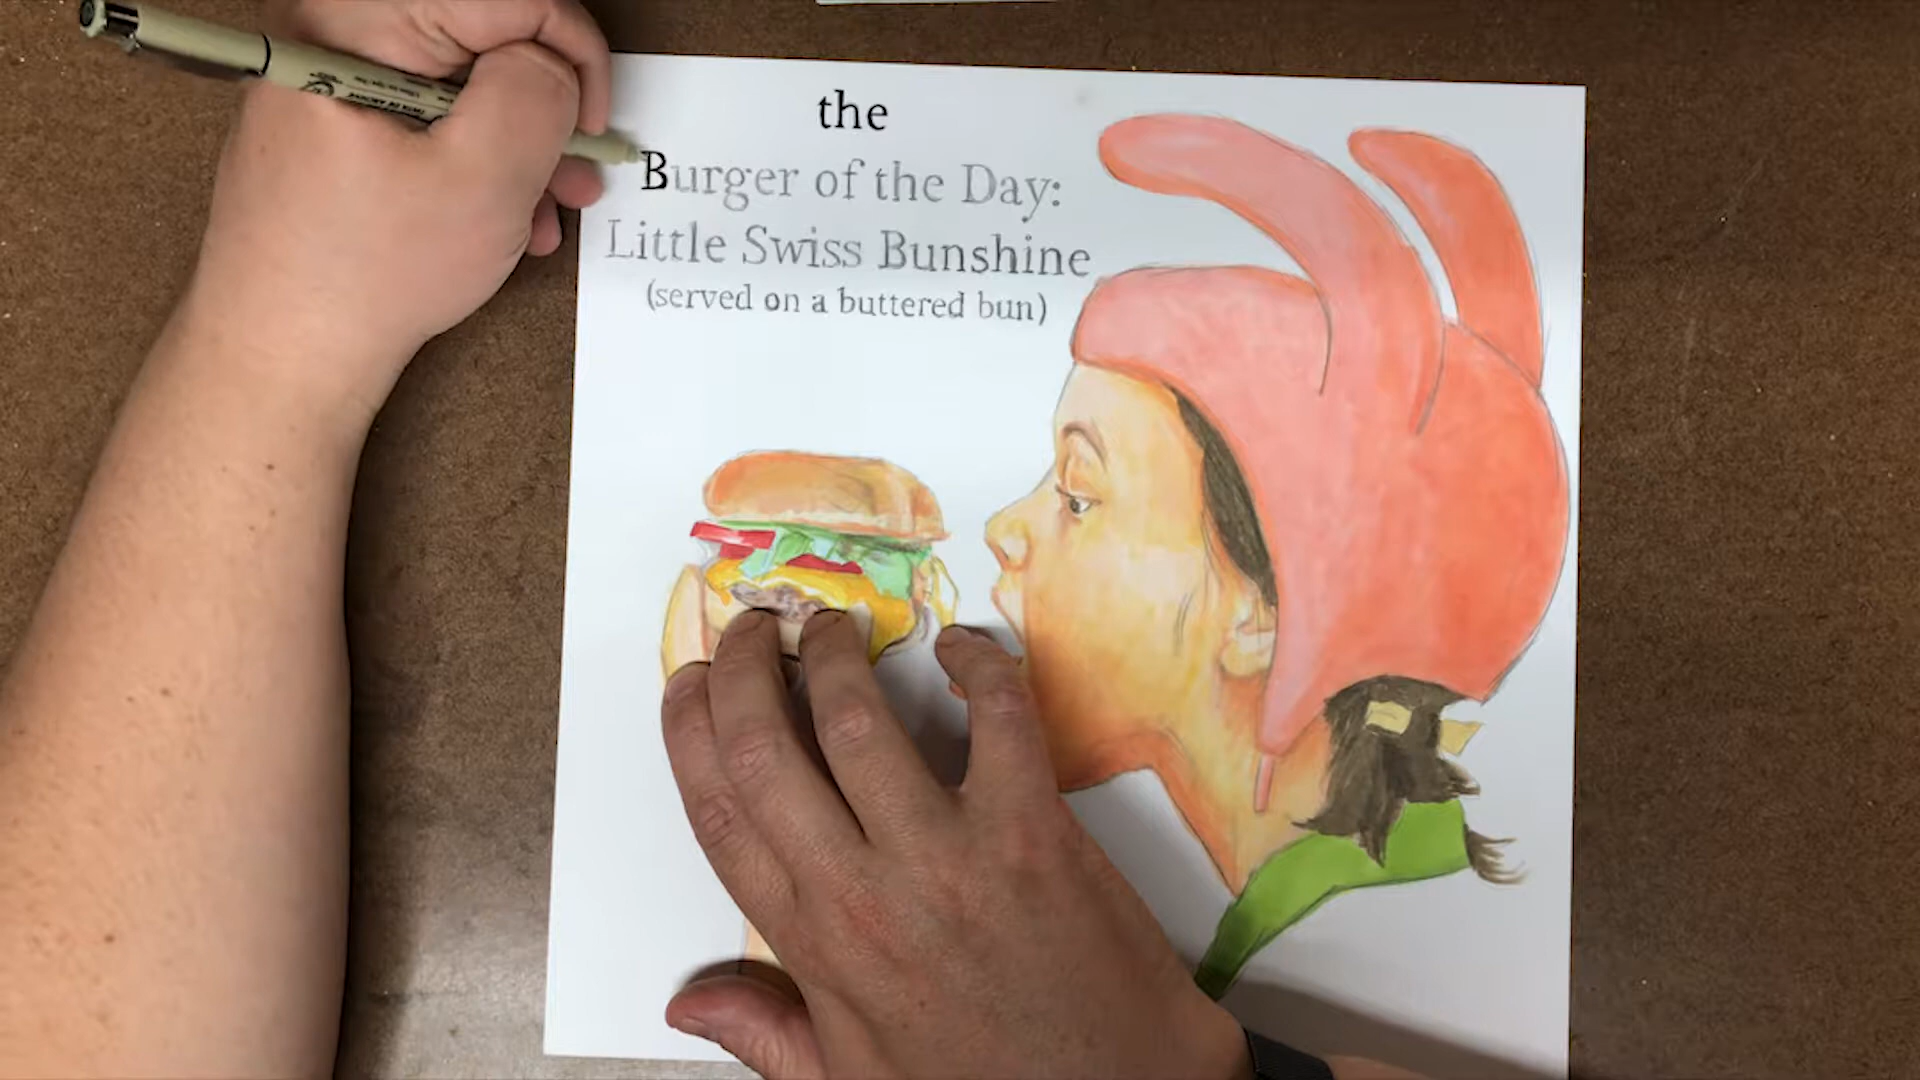 the
Burger of the Day:
Little Swiss Bunshine
(served on a buttered bun)